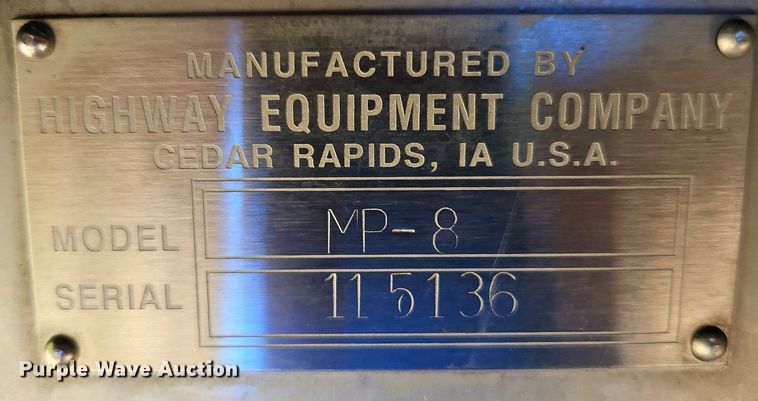 MANUFACTURED BY
HIGHWAY EQUIPMENT COMPANY
CEDAR RAPIDS, IA U.S.A.
MODEL MP-8
SERIAL 115136
Purple Wave Auction